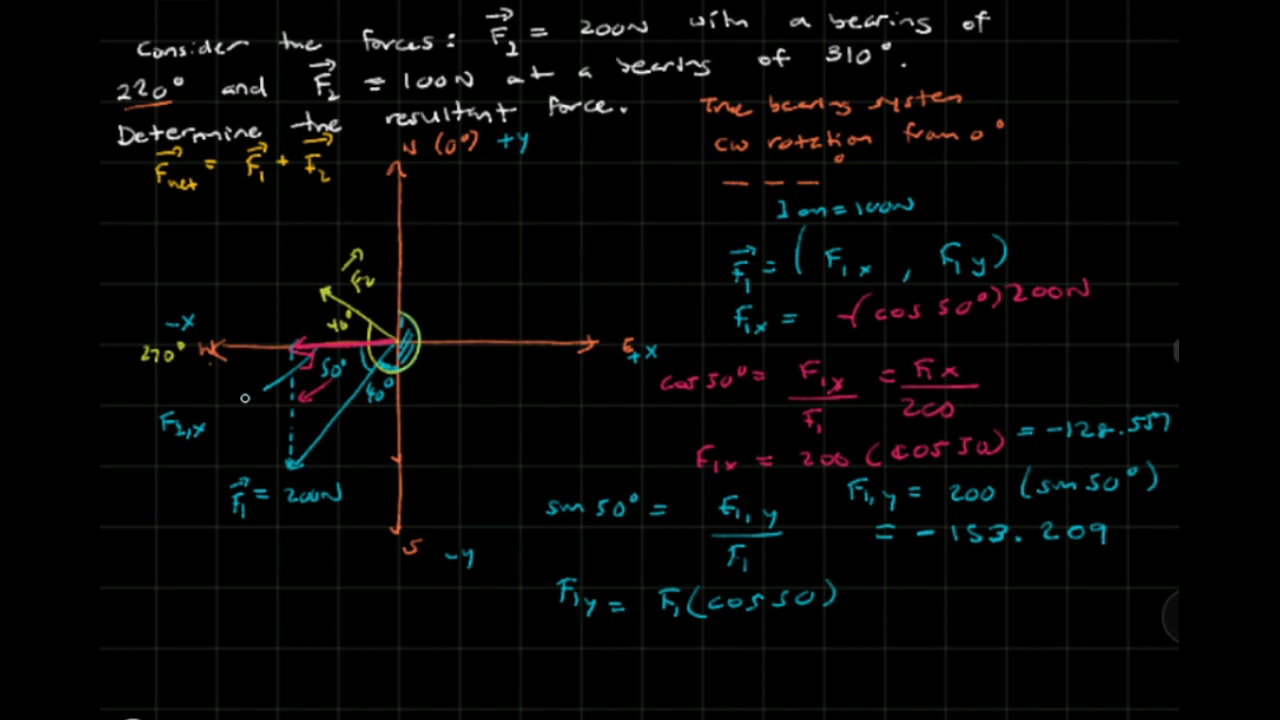 Consider the forces: F₂ = 200N with a bearing of
220° and F₂ = 100N at a bearing of 310°.
Determine the resultant force.
Fnet = F₁ + F₂
True bearing system
cw rotation from 0°
_ _ _ °
1 cm = 100N
N (0°) +y
F₂
40°
-x
270° W
E +x
50°
40°
F₁,x
F₁ = 200N
S -y
F₁ = (F₁x , F₁y)
F₁x = -(cos 50°)200N
cos 50° = F₁x / F₁ = F₁x / 200
F₁x = 200 (cos 50) = -128.557
sin 50° = F₁,y / F₁
F₁,y = 200 (sin 50°)
= -153.209
F₁y = F₁(cos 50)